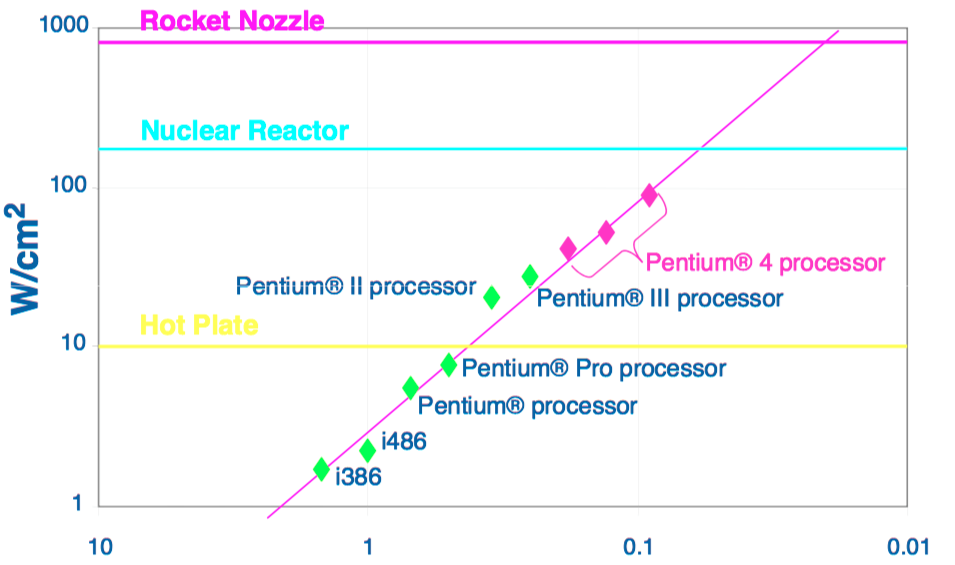 1000
Rocket Nozzle
Nuclear Reactor
100
W/cm²
Pentium® 4 processor
Pentium® II processor
Pentium® III processor
Hot Plate
10
Pentium® Pro processor
Pentium® processor
i486
i386
1
10
1
0.1
0.01